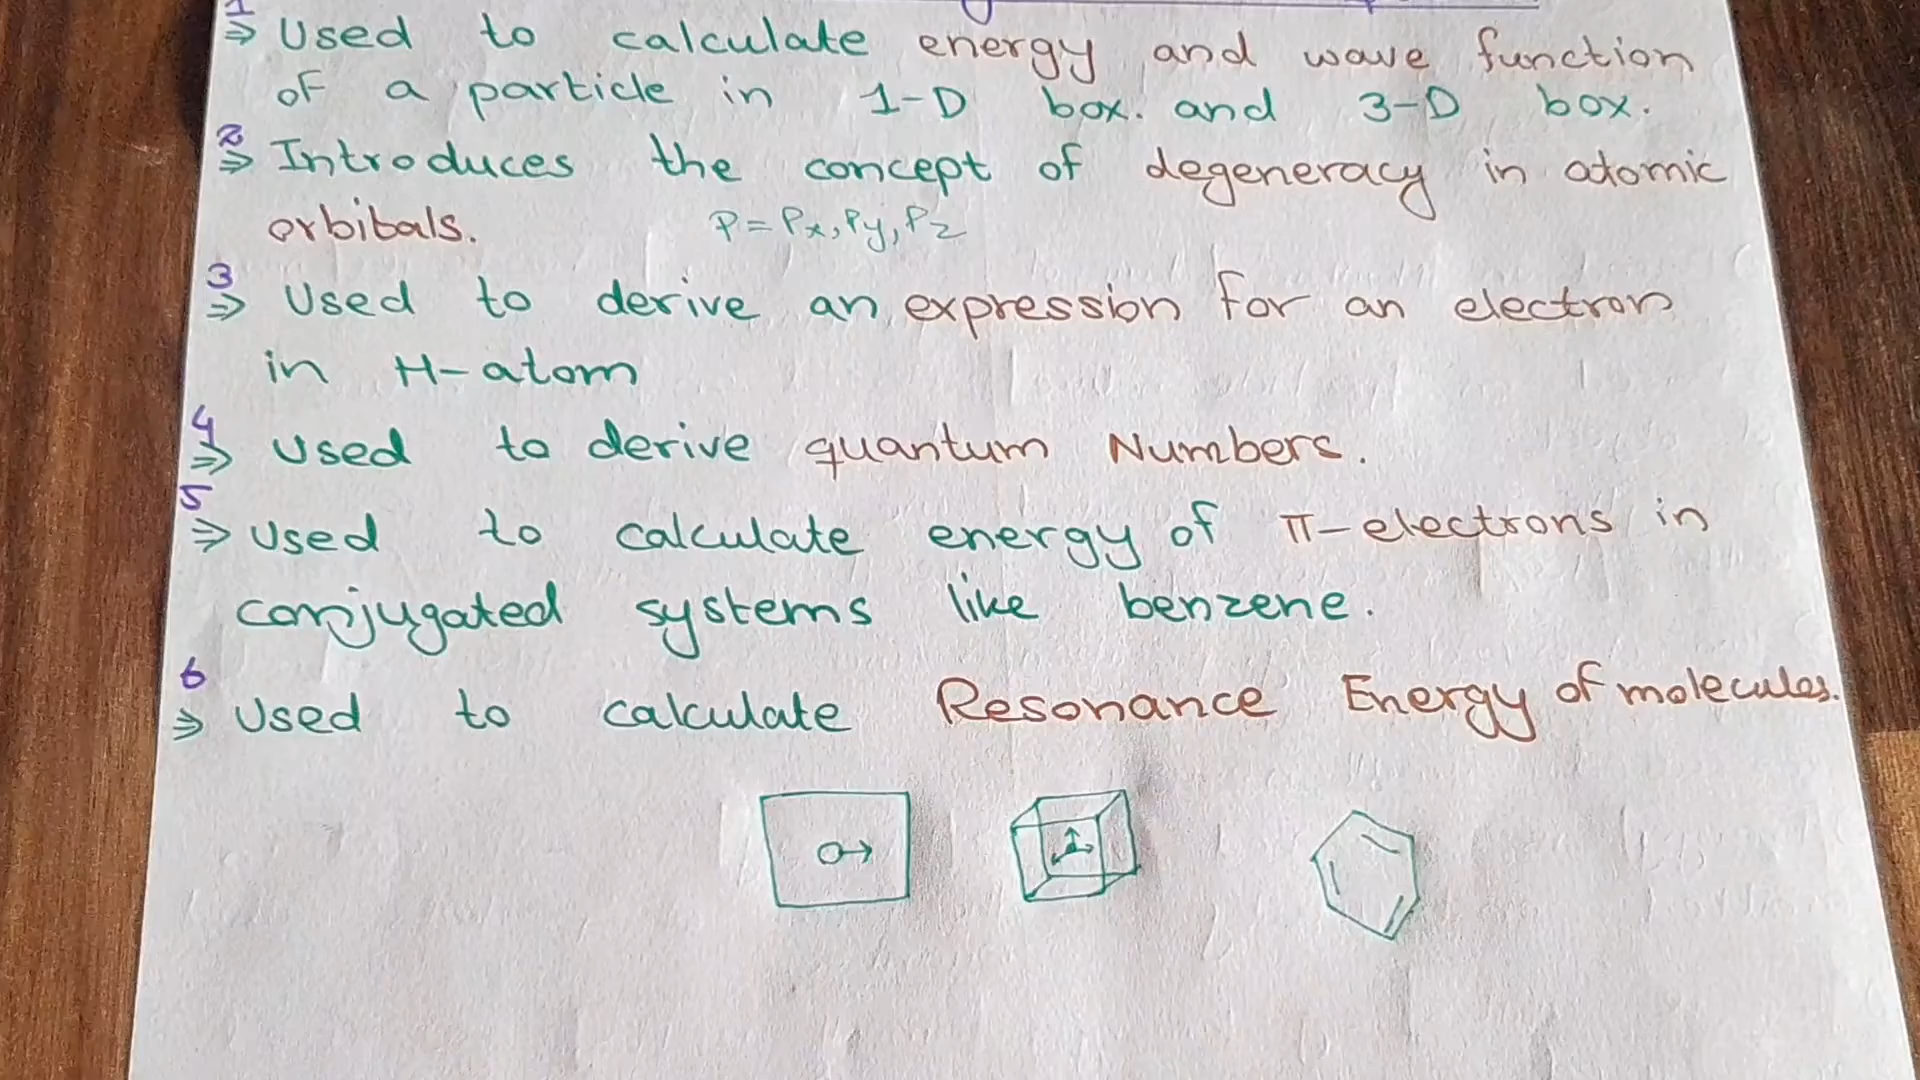 1
⇒ Used to calculate energy and wave function
of a particle in 1-D box. and 3-D box.
2
⇒ Introduces the concept of degeneracy in atomic
orbitals. P = Px, Py, Pz
3
⇒ Used to derive an expression for an electron
in H-atom
4
⇒ Used to derive quantum Numbers.
5
⇒ Used to calculate energy of π-electrons in
conjugated systems like benzene.
6
⇒ Used to calculate Resonance Energy of molecules.